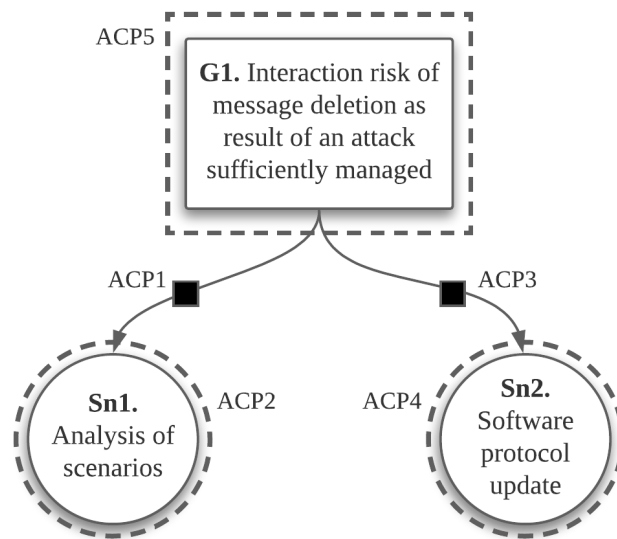 ACP5
G1. Interaction risk of
message deletion as
result of an attack
sufficiently managed
ACP1
ACP3
Sn1.
Analysis of
scenarios
ACP2
ACP4
Sn2.
Software
protocol
update